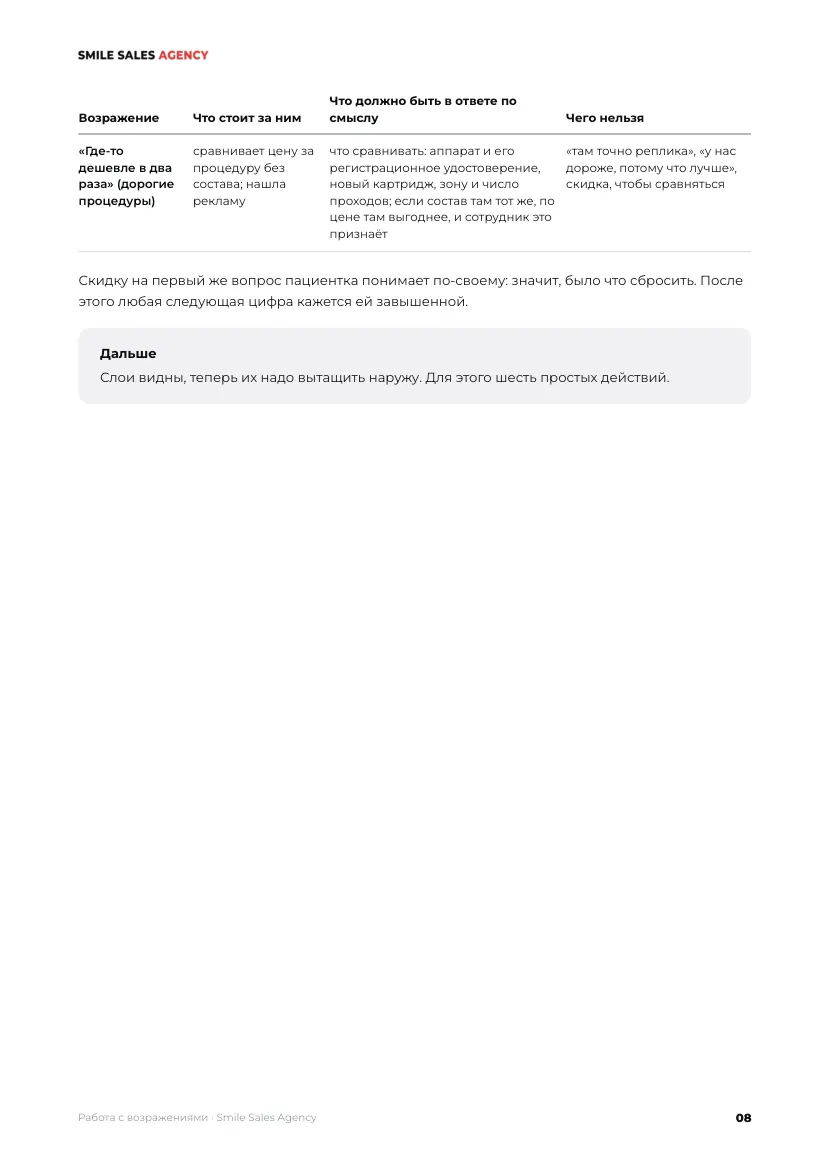 SMILE SALES AGENCY
Возражение
Что стоит за ним
Что должно быть в ответе по
смыслу
Чего нельзя
«Где-то
дешевле в два
раза» (дорогие
процедуры)
сравнивает цену за
процедуру без
состава; нашла
рекламу
что сравнивать: аппарат и его
регистрационное удостоверение,
новый картридж, зону и число
проходов; если состав там тот же, по
цене там выгоднее, и сотрудник это
признаёт
«там точно реплика», «у нас
дороже, потому что лучше»,
скидка, чтобы сравняться
Скидку на первый же вопрос пациентка понимает по-своему: значит, было что сбросить. После
этого любая следующая цифра кажется ей завышенной.
Дальше
Слои видны, теперь их надо вытащить наружу. Для этого шесть простых действий.
Работа с возражениями · Smile Sales Agency
08